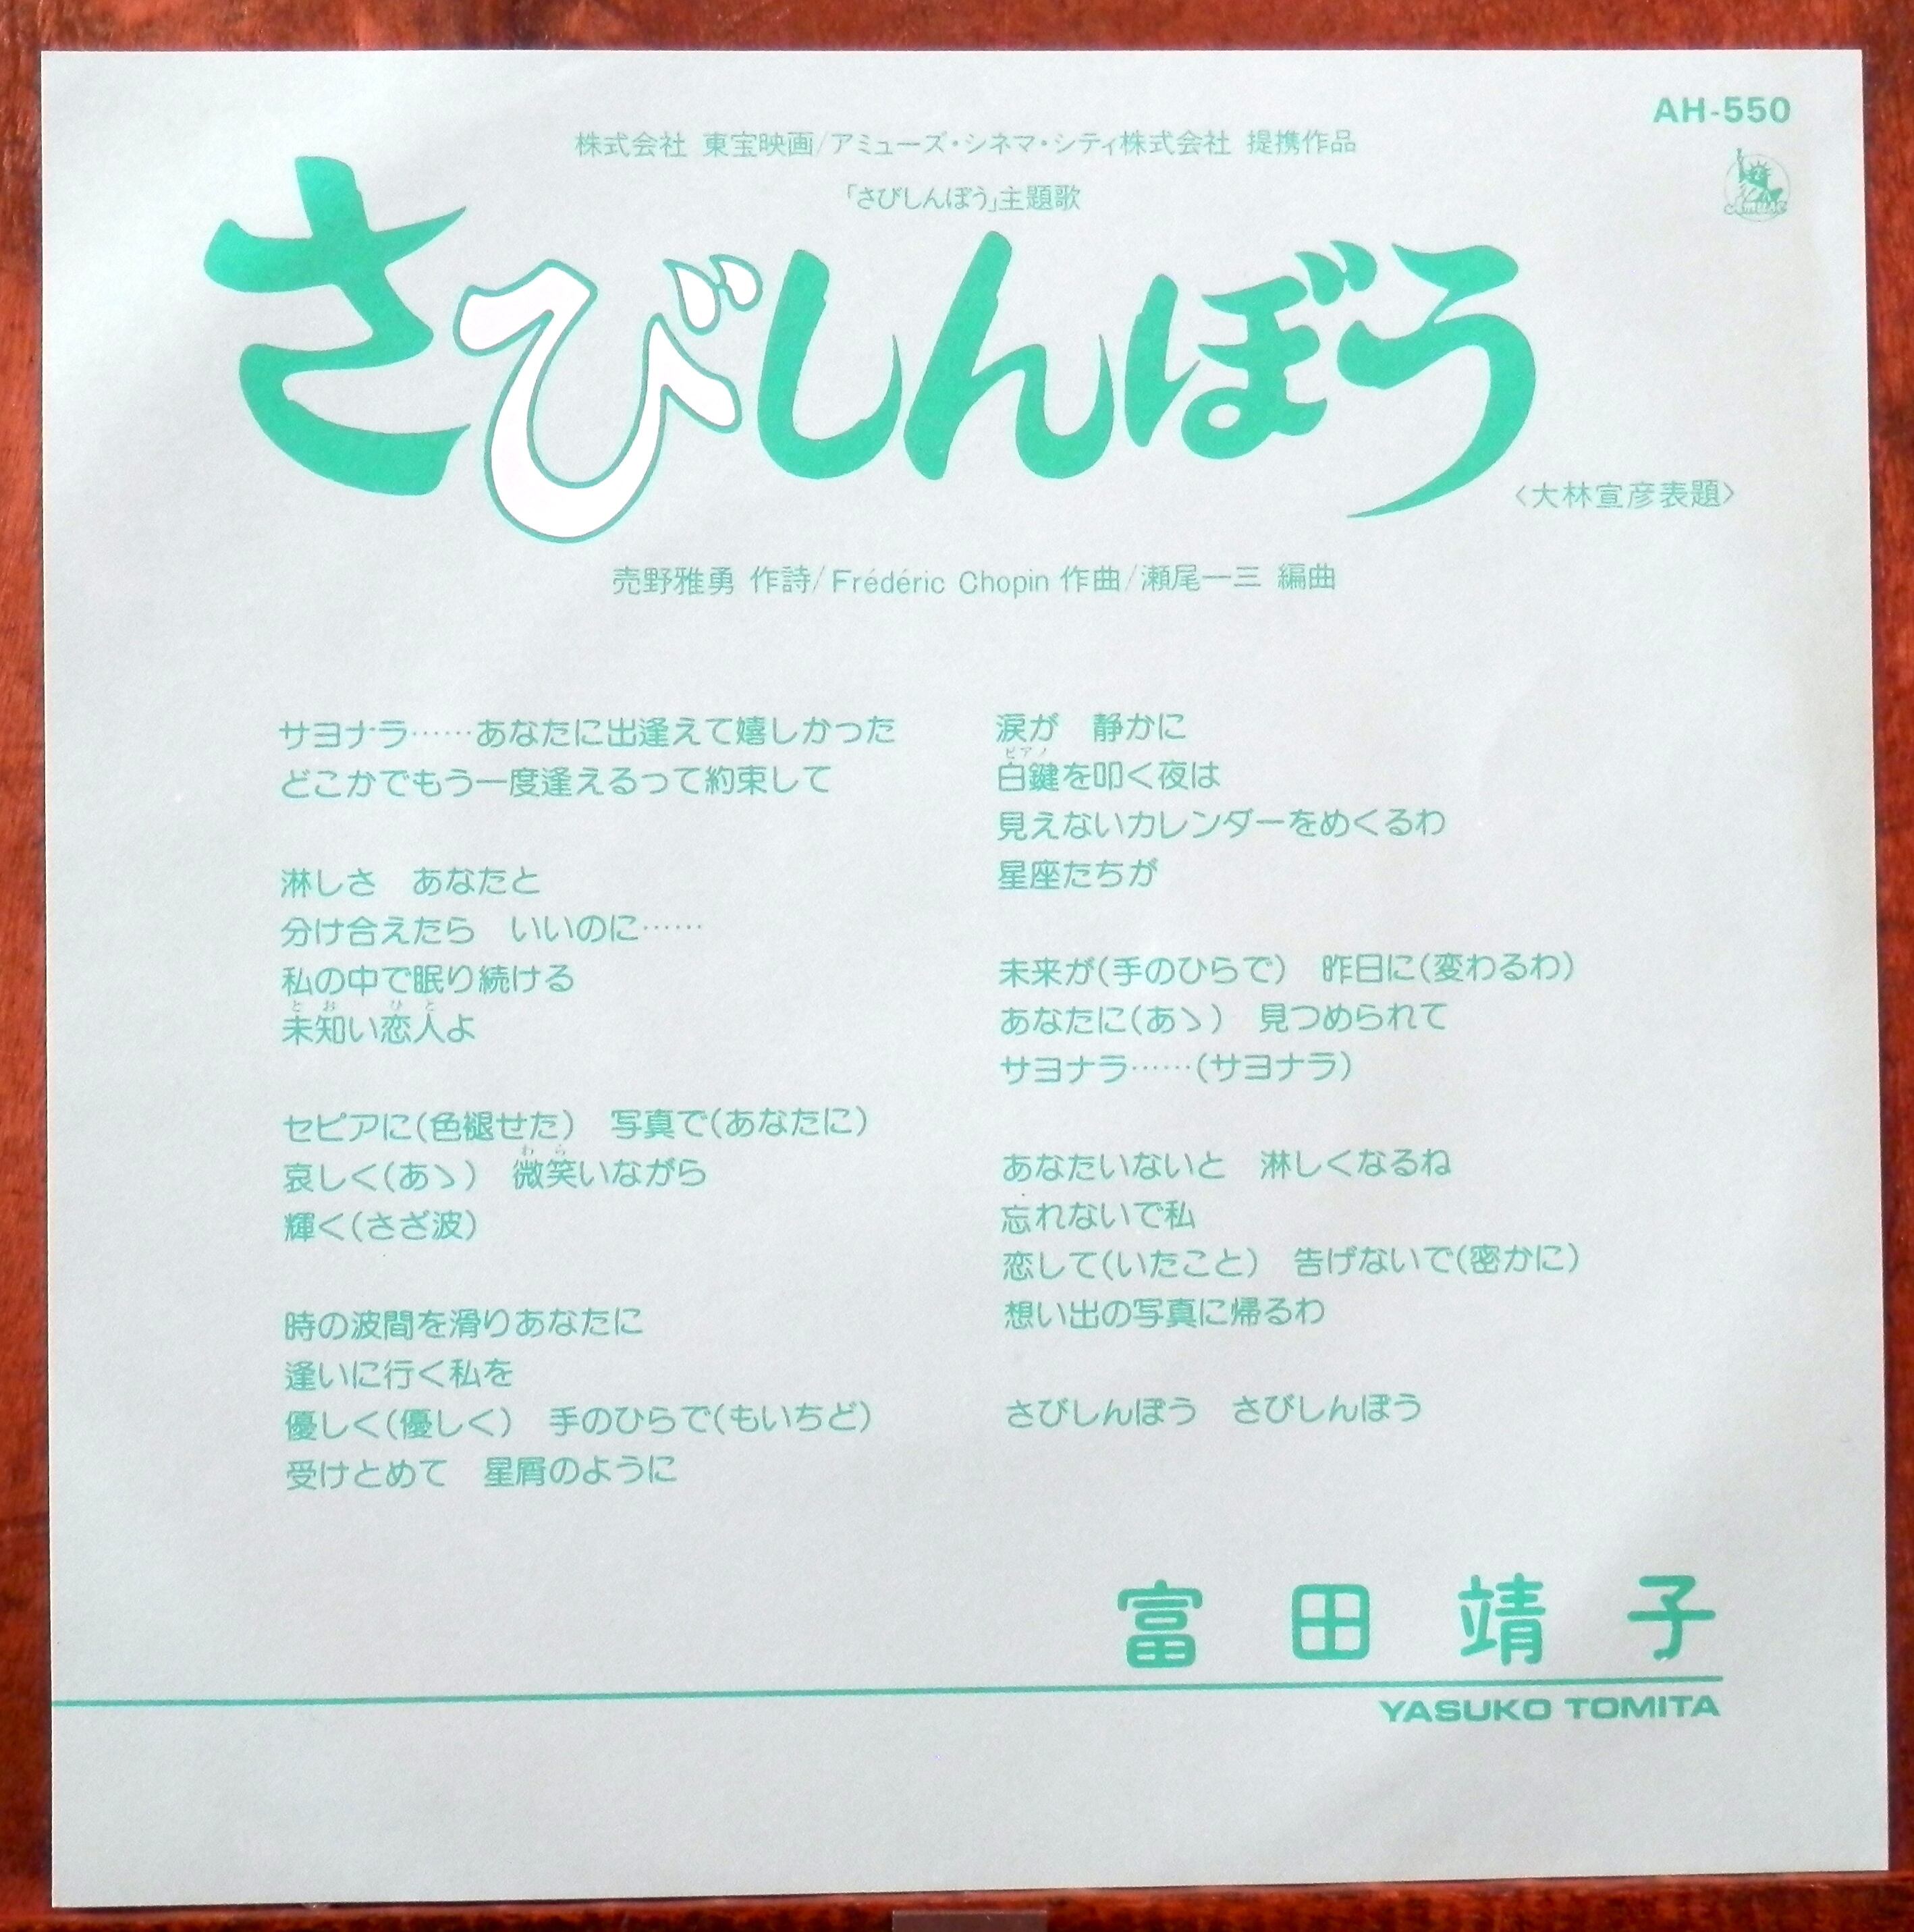 AH-550
株式会社 東宝映画/アミューズ・シネマ・シティ株式会社 提携作品
「さびしんぼう」主題歌
さびしんぼう
〈大林宣彦表題〉
売野雅勇 作詩/Frédéric Chopin 作曲/瀬尾一三 編曲
サヨナラ……あなたに出逢えて嬉しかった
どこかでもう一度逢えるって約束して
淋しさ　あなたと
分け合えたら　いいのに……
私の中で眠り続ける
とお ひと
未知い恋人よ
セピアに(色褪せた)　写真で(あなたに)
わら
哀しく(あゝ)　微笑いながら
輝く(さざ波)
時の波間を滑りあなたに
逢いに行く私を
優しく(優しく)　手のひらで(もいちど)
受けとめて　星屑のように
涙が　静かに
ピアノ
白鍵を叩く夜は
見えないカレンダーをめくるわ
星座たちが
未来が(手のひらで)　昨日に(変わるわ)
あなたに(あゝ)　見つめられて
サヨナラ……(サヨナラ)
あなたいないと　淋しくなるね
忘れないで私
恋して(いたこと)　告げないで(密かに)
想い出の写真に帰るわ
さびしんぼう　さびしんぼう
富田靖子
YASUKO TOMITA